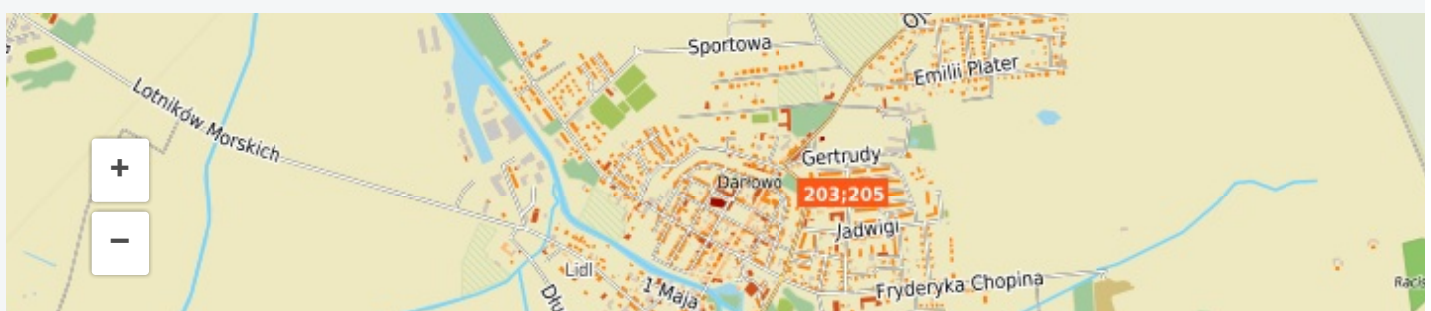 Sportowa
Emilii Plater
Lotników Morskich
Gertrudy
Darłowo
203;205
Jadwigi
Lidl
1 Maja
Fryderyka Chopina
+
−